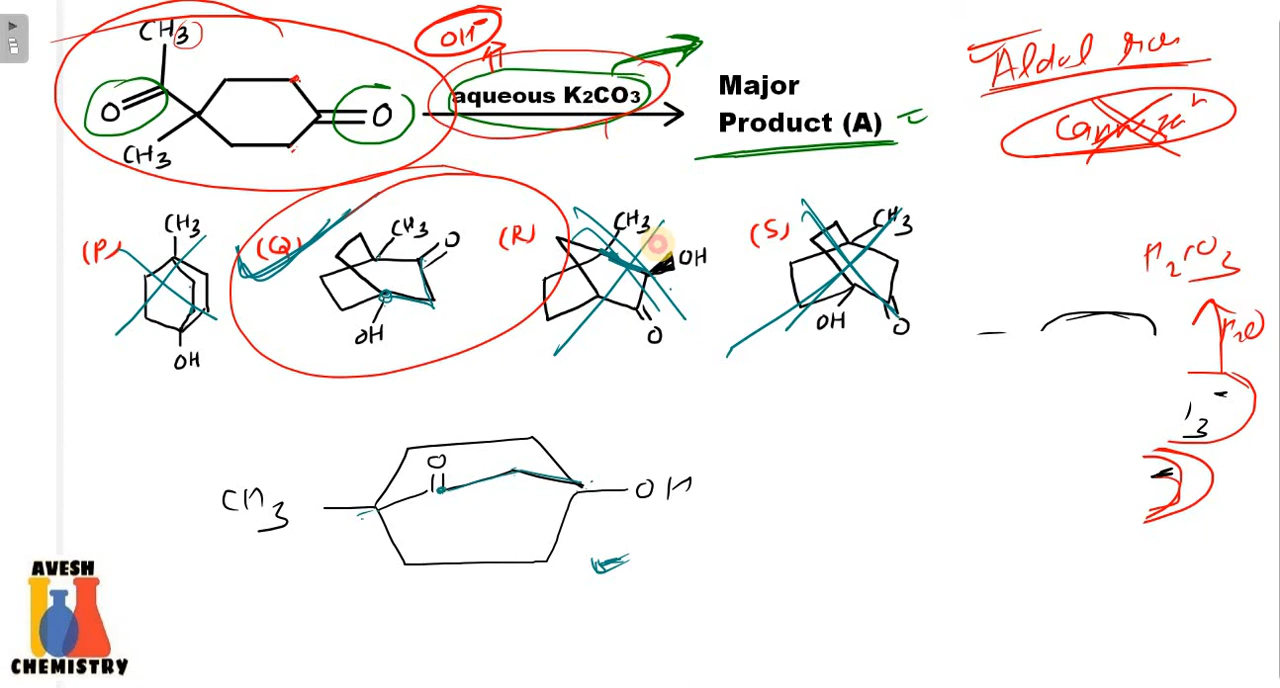 CH3
OH-
Aldol rxn
O
aqueous K2CO3
O
Major
Product (A)
CH3
CH3
(P)
OH
(Q)
CH3
O
OH
(R)
CH3
OH
O
(S)
CH3
OH
O
O
CH3
OH
AVESH
CHEMISTRY